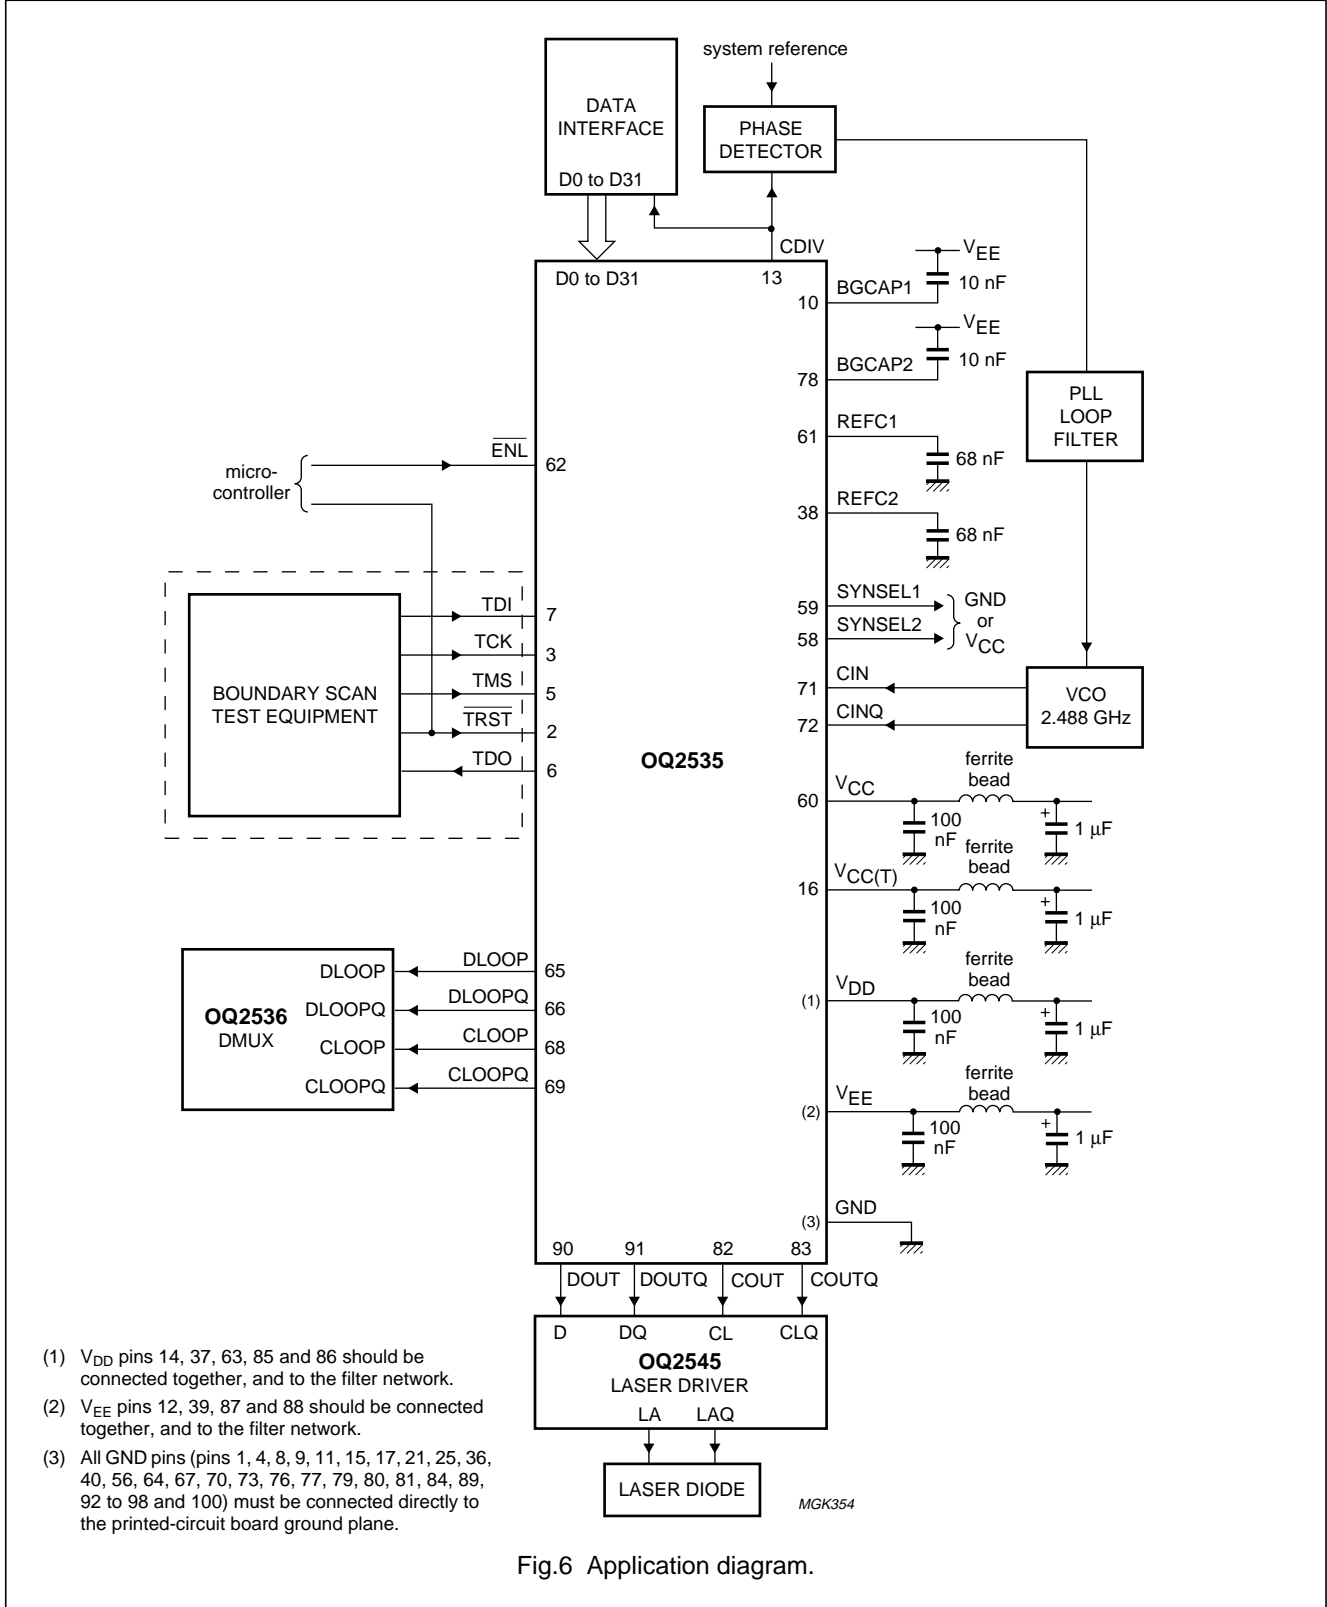 system reference
DATA
INTERFACE
D0 to D31
PHASE
DETECTOR
CDIV
D0 to D31
13
10
BGCAP1
VEE
10 nF
78
BGCAP2
VEE
10 nF
PLL
LOOP
FILTER
61
REFC1
68 nF
38
REFC2
68 nF
micro-
controller
ENL
62
59
SYNSEL1
58
SYNSEL2
GND
or
VCC
BOUNDARY SCAN
TEST EQUIPMENT
TDI
7
TCK
3
TMS
5
TRST
2
TDO
6
OQ2535
71
CIN
72
CINQ
VCO
2.488 GHz
60
VCC
ferrite
bead
100
nF
+
1 µF
16
VCC(T)
ferrite
bead
100
nF
+
1 µF
(1)
VDD
ferrite
bead
100
nF
+
1 µF
(2)
VEE
ferrite
bead
100
nF
+
1 µF
(3)
GND
OQ2536
DMUX
DLOOP
DLOOPQ
CLOOP
CLOOPQ
DLOOP
65
DLOOPQ
66
CLOOP
68
CLOOPQ
69
90
91
82
83
DOUT
DOUTQ
COUT
COUTQ
D
DQ
CL
CLQ
OQ2545
LASER DRIVER
LA
LAQ
LASER DIODE
MGK354
(1) VDD pins 14, 37, 63, 85 and 86 should be
connected together, and to the filter network.
(2) VEE pins 12, 39, 87 and 88 should be connected
together, and to the filter network.
(3) All GND pins (pins 1, 4, 8, 9, 11, 15, 17, 21, 25, 36,
40, 56, 64, 67, 70, 73, 76, 77, 79, 80, 81, 84, 89,
92 to 98 and 100) must be connected directly to
the printed-circuit board ground plane.
Fig.6 Application diagram.